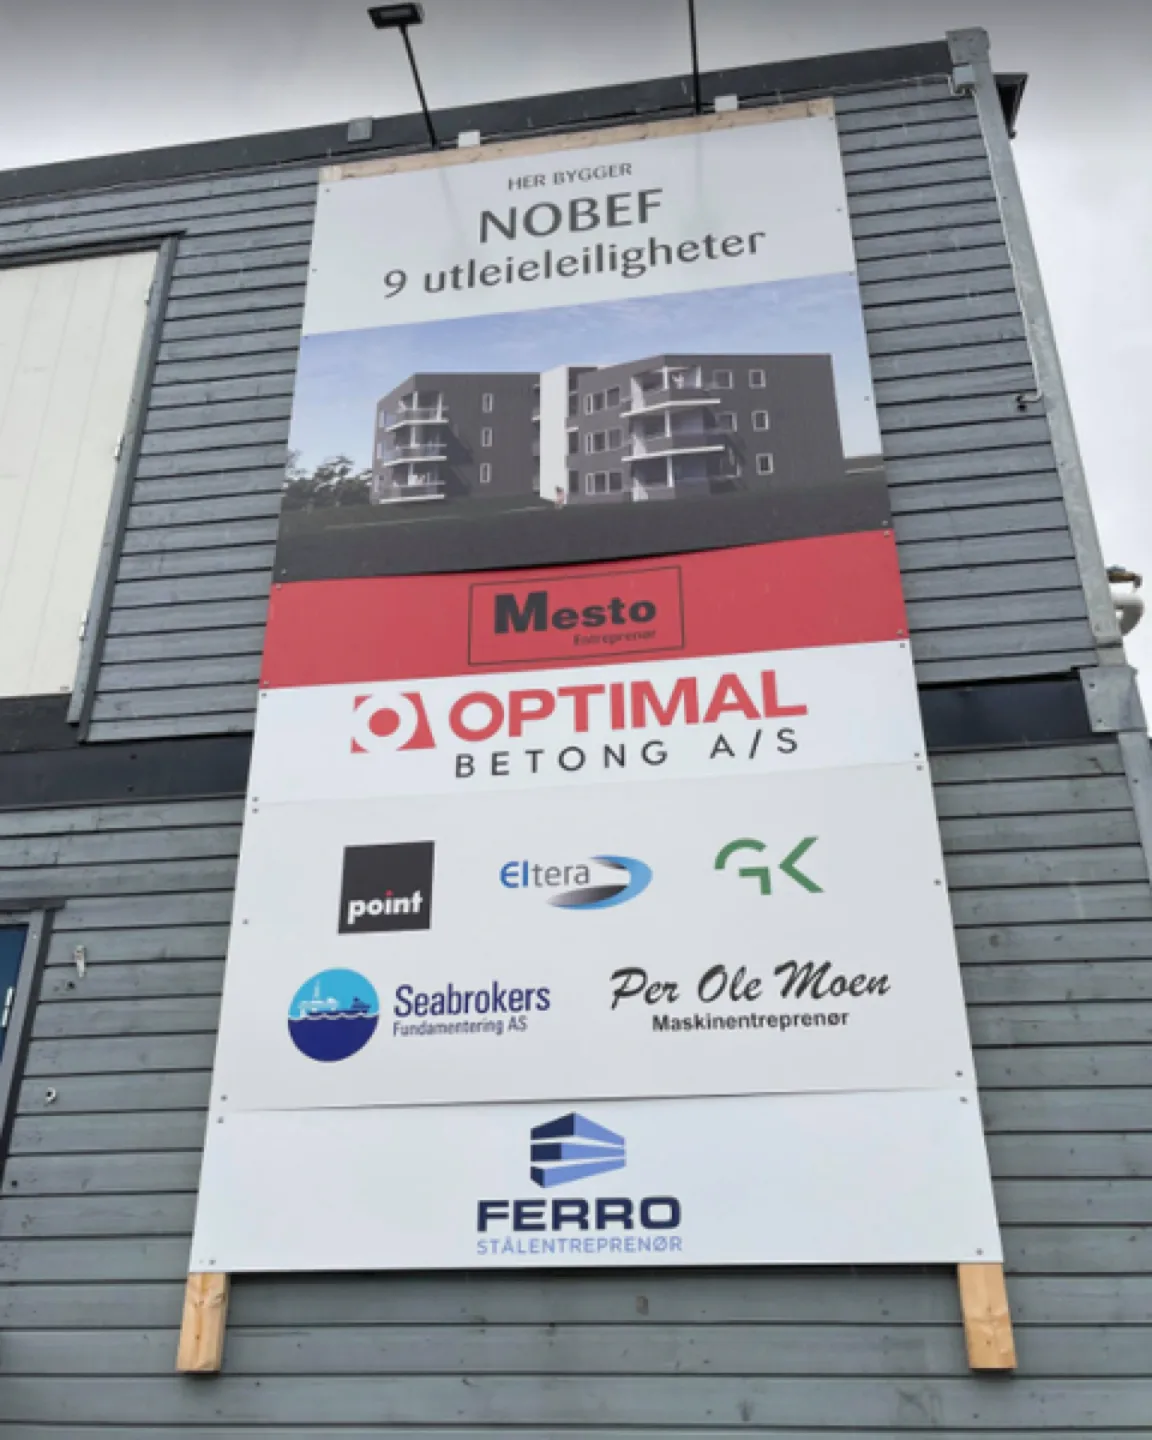 HER BYGGER
NOBEF
9 utleieleiligheter
Mesto
Entreprenør
OPTIMAL
BETONG A/S
point
Eltera
GK
Seabrokers
Fundamentering AS
Per Ole Moen
Maskinentreprenør
FERRO
STÅLENTREPRENØR